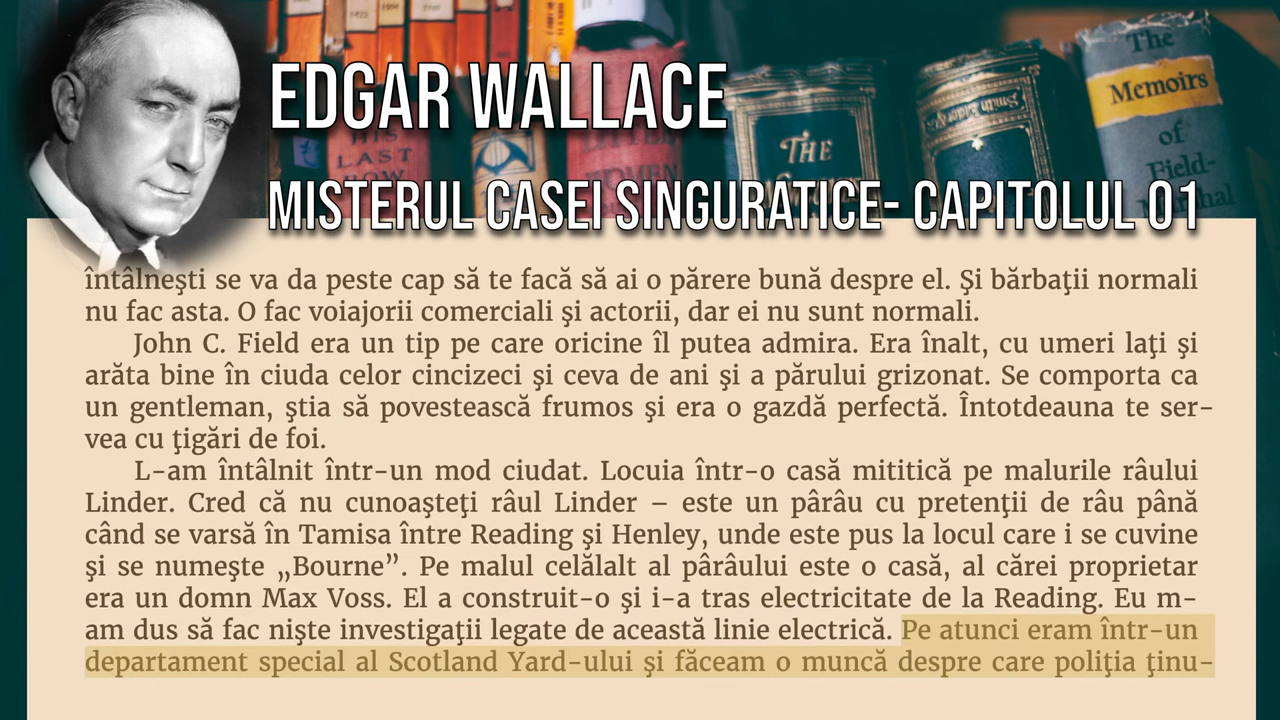 EDGAR WALLACE
MISTERUL CASEI SINGURATICE- CAPITOLUL 01
HIS
LAST
BOW
WOMEN
THE
The
Memoirs
of
Field-
întâlneşti se va da peste cap să te facă să ai o părere bună despre el. Şi bărbaţii normali
nu fac asta. O fac voiajorii comerciali şi actorii, dar ei nu sunt normali.
John C. Field era un tip pe care oricine îl putea admira. Era înalt, cu umeri laţi şi
arăta bine în ciuda celor cincizeci şi ceva de ani şi a părului grizonat. Se comporta ca
un gentleman, ştia să povestească frumos şi era o gazdă perfectă. Întotdeauna te ser-
vea cu ţigări de foi.
L-am întâlnit într-un mod ciudat. Locuia într-o casă mititică pe malurile râului
Linder. Cred că nu cunoaşteţi râul Linder – este un pârâu cu pretenţii de râu până
când se varsă în Tamisa între Reading şi Henley, unde este pus la locul care i se cuvine
şi se numeşte „Bourne”. Pe malul celălalt al pârâului este o casă, al cărei proprietar
era un domn Max Voss. El a construit-o şi i-a tras electricitate de la Reading. Eu m-
am dus să fac nişte investigaţii legate de această linie electrică. Pe atunci eram într-un
departament special al Scotland Yard-ului şi făceam o muncă despre care poliţia ţinu-